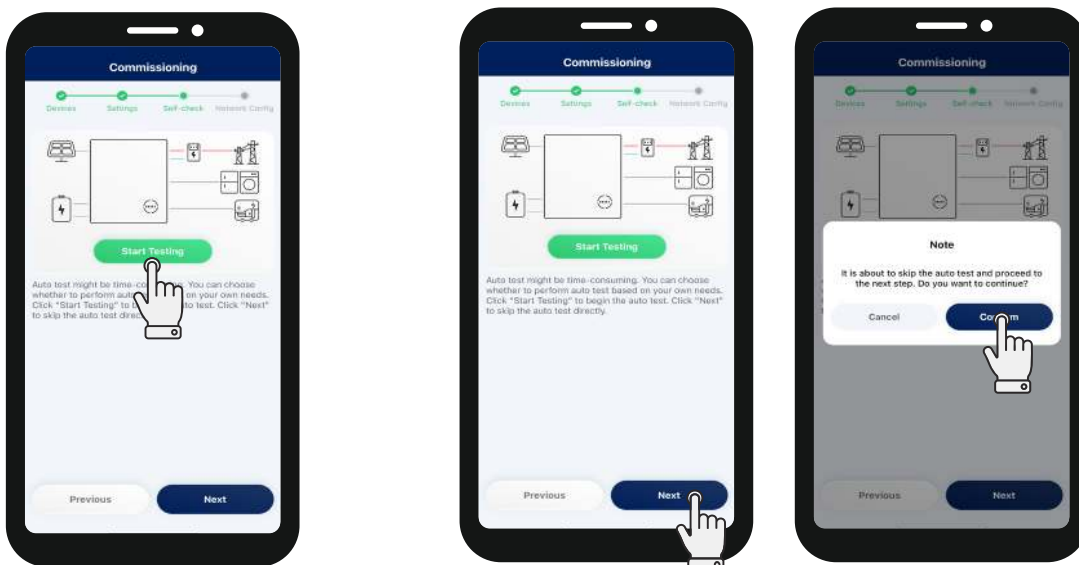 Commissioning
Devices Settings Self-check Network Config
Start Testing
Auto test might be time-consuming. You can choose
whether to perform auto on your own needs.
Click "Start Testing" to auto test. Click "Next"
to skip the auto test directly.
Previous Next
Commissioning
Devices Settings Self-check Network Config
Start Testing
Auto test might be time-consuming. You can choose
whether to perform auto test based on your own needs.
Click "Start Testing" to begin the auto test. Click "Next"
to skip the auto test directly.
Previous Next
Commissioning
Devices Settings Self-check Network Config
Note
It is about to skip the auto test and proceed to
the next step. Do you want to continue?
Cancel Confirm
Previous Next